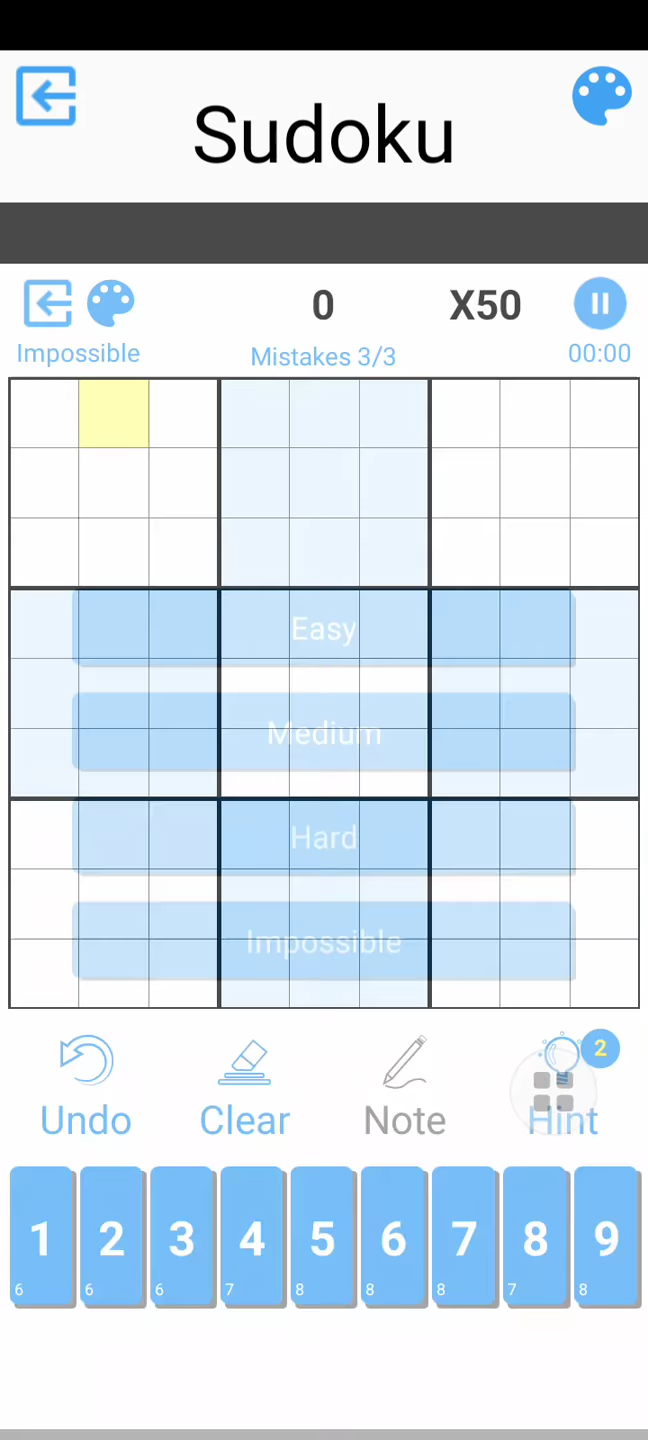 Sudoku
0 X50
Impossible Mistakes 3/3 00:00
Easy
Medium
Hard
Impossible
2
Undo Clear Note Hint
1 2 3 4 5 6 7 8 9
6 6 6 7 8 8 8 7 8